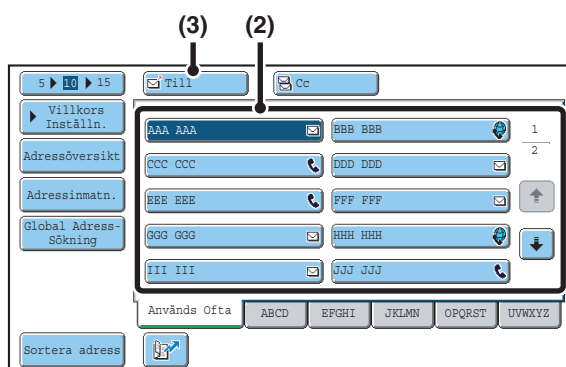 (3) (2)
5 10 15
Till
Cc
Villkors
Inställn.
Adressöversikt
Adressinmatn.
Global Adress-
Sökning
AAA AAA
BBB BBB
CCC CCC
DDD DDD
EEE EEE
FFF FFF
GGG GGG
HHH HHH
III III
JJJ JJJ
1
2
Används Ofta
ABCD
EFGHI
JKLMN
OPQRST
UVWXYZ
Sortera adress